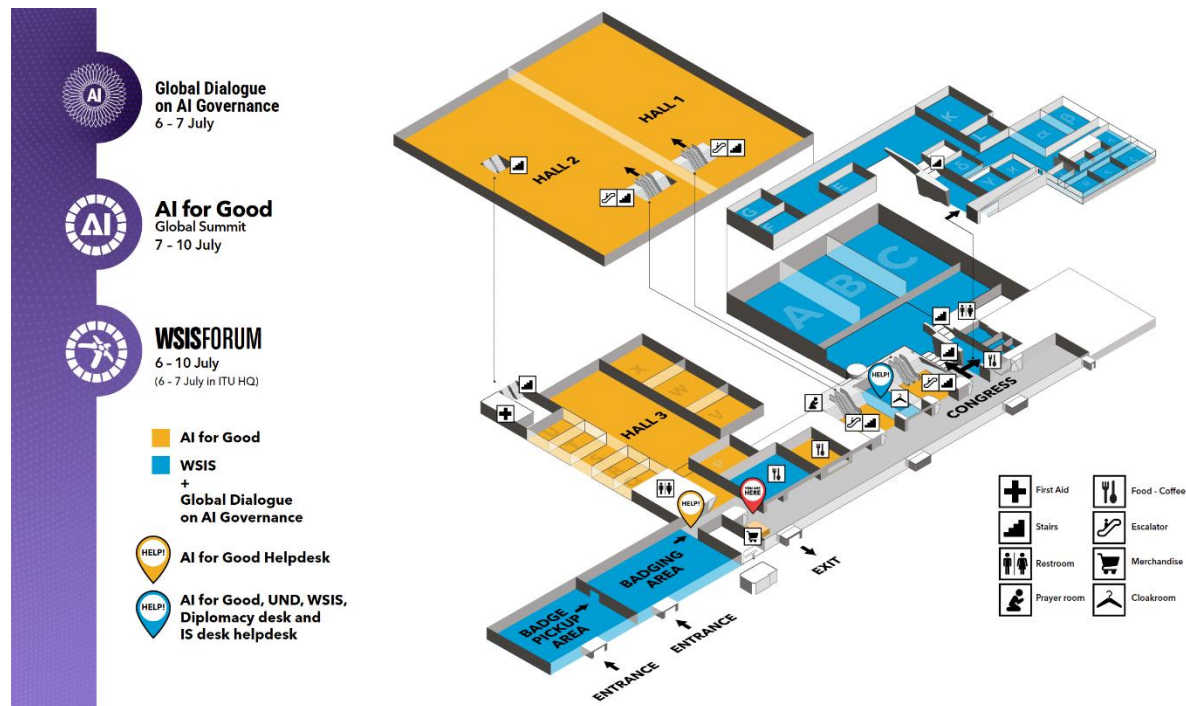 AI
Global Dialogue
on AI Governance
6 – 7 July
AI
AI for Good
Global Summit
7 – 10 July
WSISFORUM
6 – 10 July
(6 – 7 July in ITU HQ)
AI for Good
WSIS
+
Global Dialogue
on AI Governance
HELP!
AI for Good Helpdesk
HELP!
AI for Good, UND, WSIS,
Diplomacy desk and
IS desk helpdesk
HALL 1
HALL 2
K
L
G
F
E
A
B
C
HELP!
CONGRESS
X
W
V
HALL 3
P
HELP!
YOU ARE
HERE
BADGING
AREA
BADGE
PICKUP
AREA
EXIT
ENTRANCE
ENTRANCE
First Aid
Food - Coffee
Stairs
Escalator
Restroom
Merchandise
Prayer room
Cloakroom